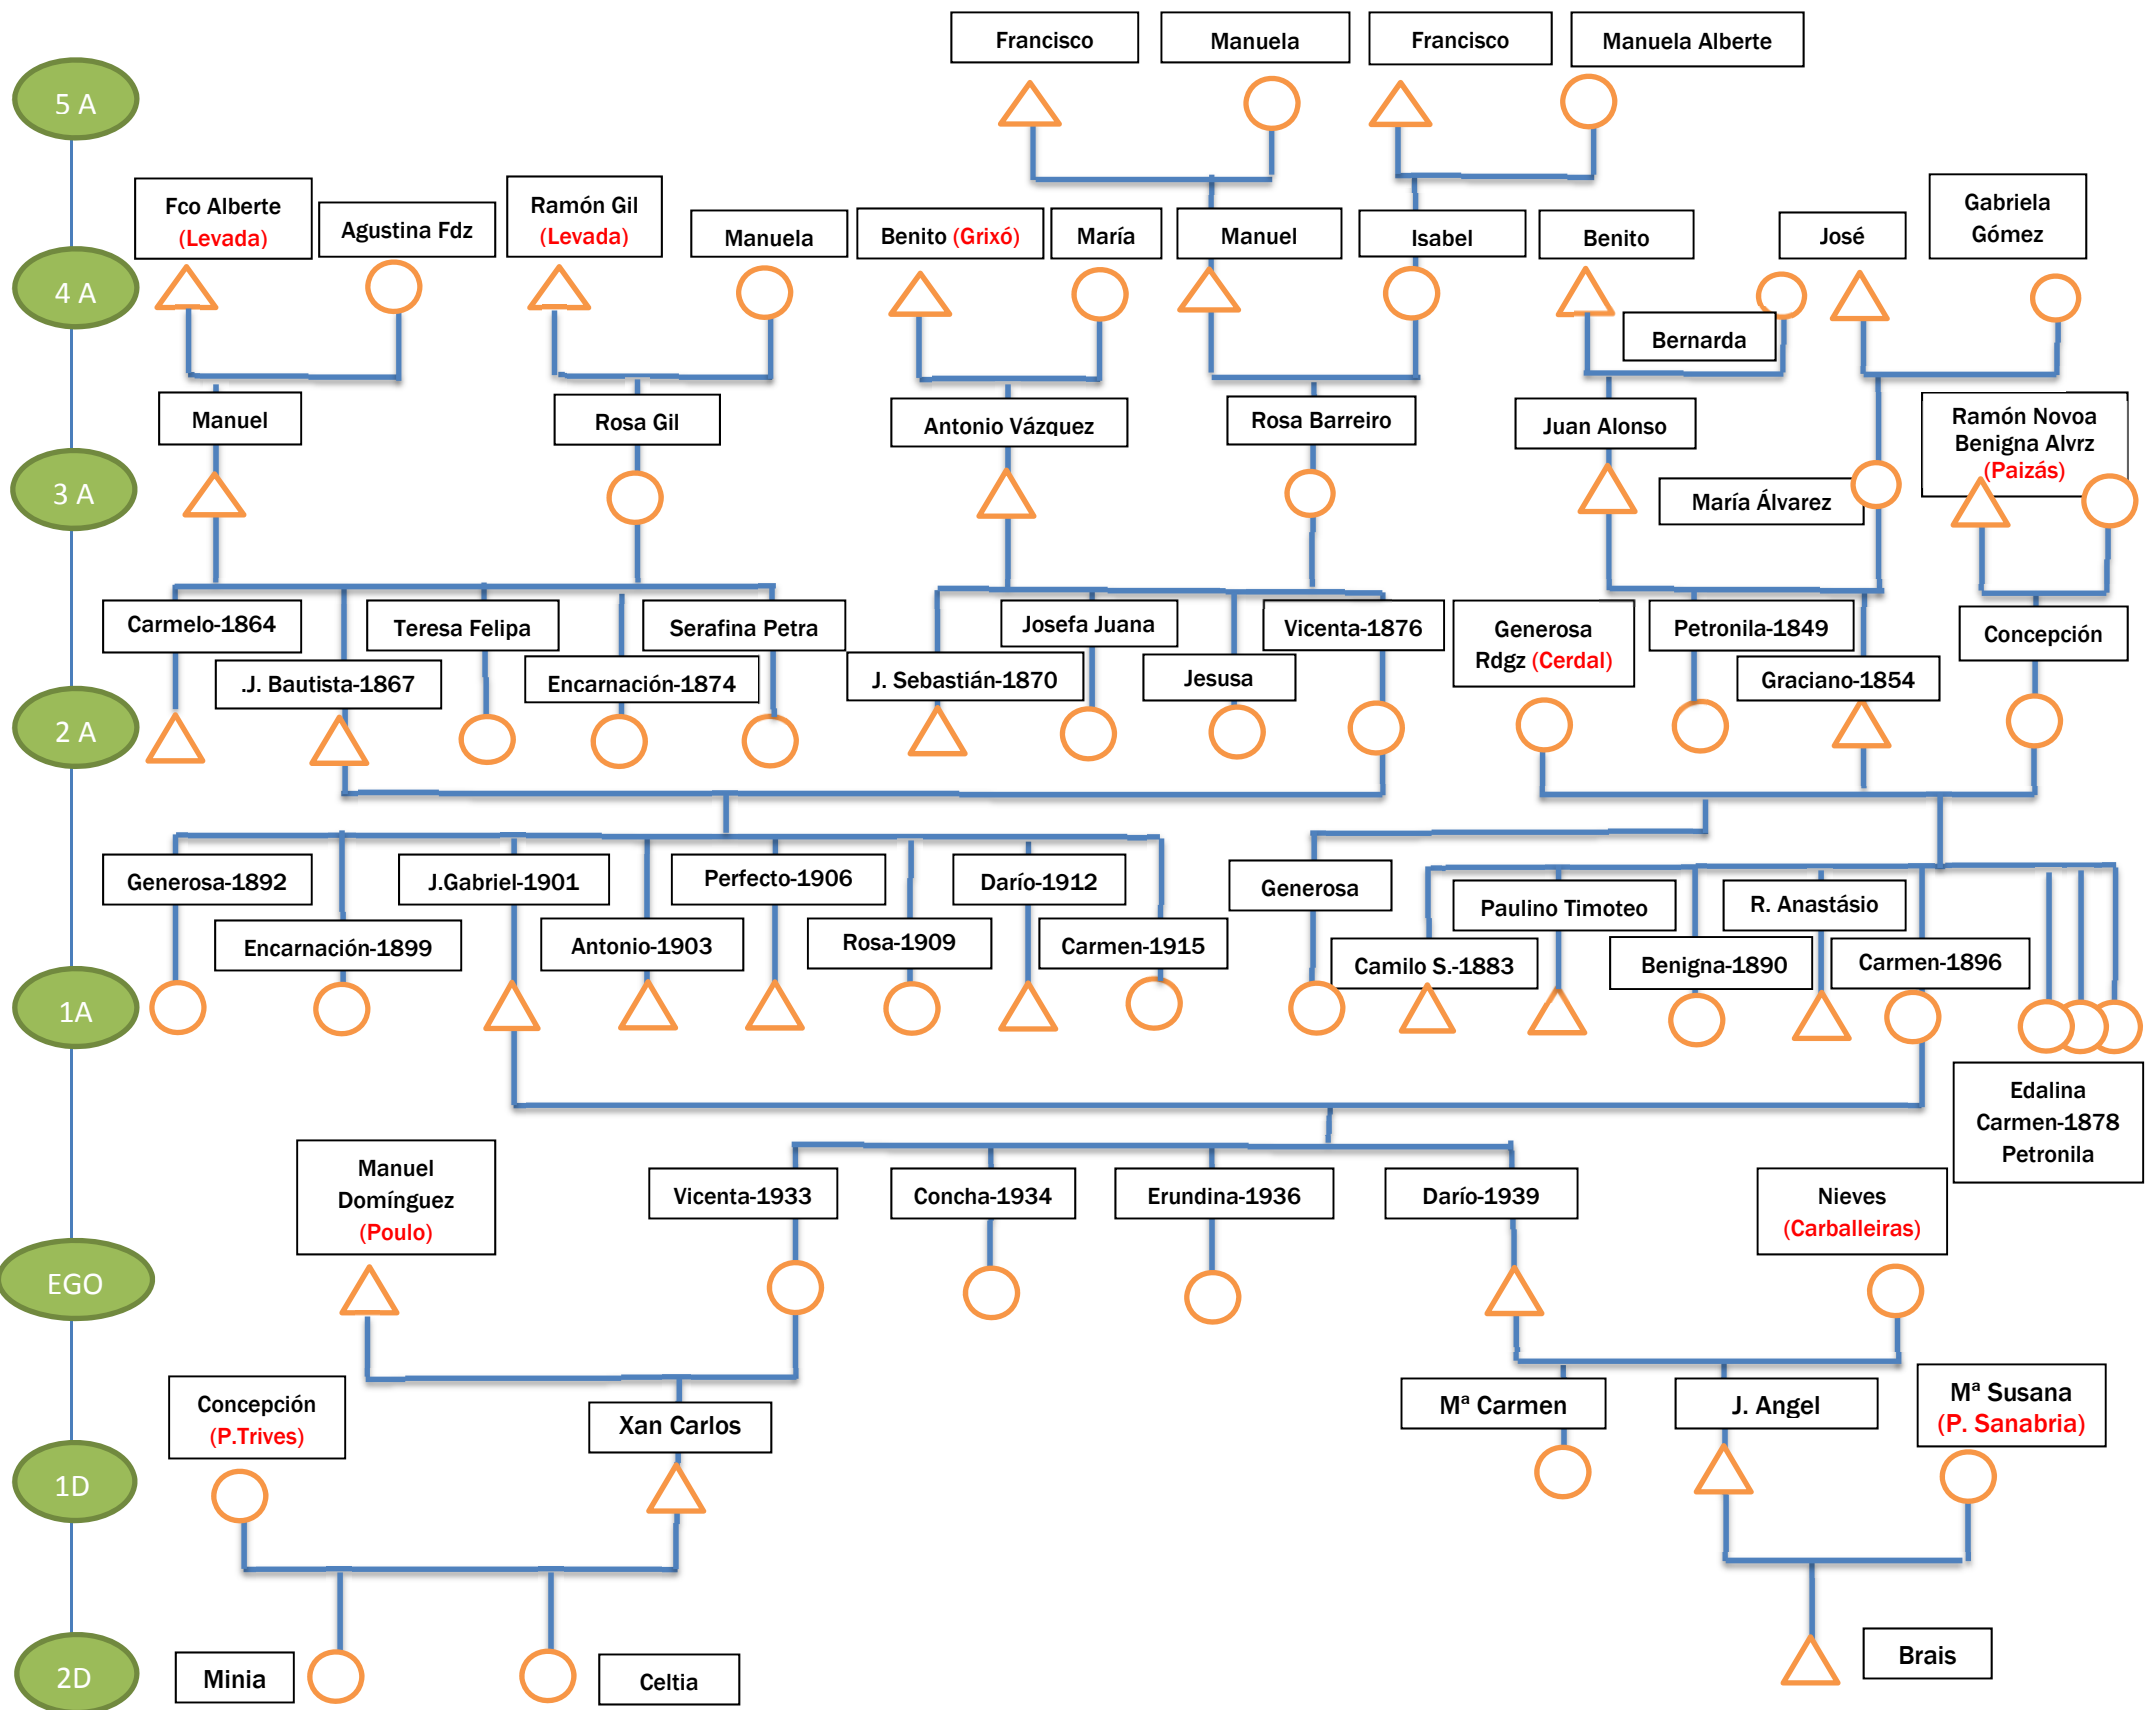 Francisco
Manuela
Francisco
Manuela Alberte
5 A
Fco Alberte
(Levada)
Agustina Fdz
Ramón Gil
(Levada)
Manuela
Benito (Grixó)
María
Manuel
Isabel
Benito
José
Gabriela
Gómez
4 A
Bernarda
Manuel
Rosa Gil
Antonio Vázquez
Rosa Barreiro
Juan Alonso
Ramón Novoa
Benigna Alvrz
(Paizás)
3 A
María Álvarez
Carmelo-1864
Teresa Felipa
Serafina Petra
Josefa Juana
Vicenta-1876
Generosa
Rdgz (Cerdal)
Petronila-1849
Concepción
.J. Bautista-1867
Encarnación-1874
J. Sebastián-1870
Jesusa
Graciano-1854
2 A
Generosa-1892
J.Gabriel-1901
Perfecto-1906
Darío-1912
Generosa
Paulino Timoteo
R. Anastásio
Encarnación-1899
Antonio-1903
Rosa-1909
Carmen-1915
Camilo S.-1883
Benigna-1890
Carmen-1896
1A
Edalina
Carmen-1878
Petronila
Manuel
Domínguez
(Poulo)
Vicenta-1933
Concha-1934
Erundina-1936
Darío-1939
Nieves
(Carballeiras)
EGO
Concepción
(P.Trives)
Xan Carlos
Mª Carmen
J. Angel
Mª Susana
(P. Sanabria)
1D
Minia
Celtia
Brais
2D